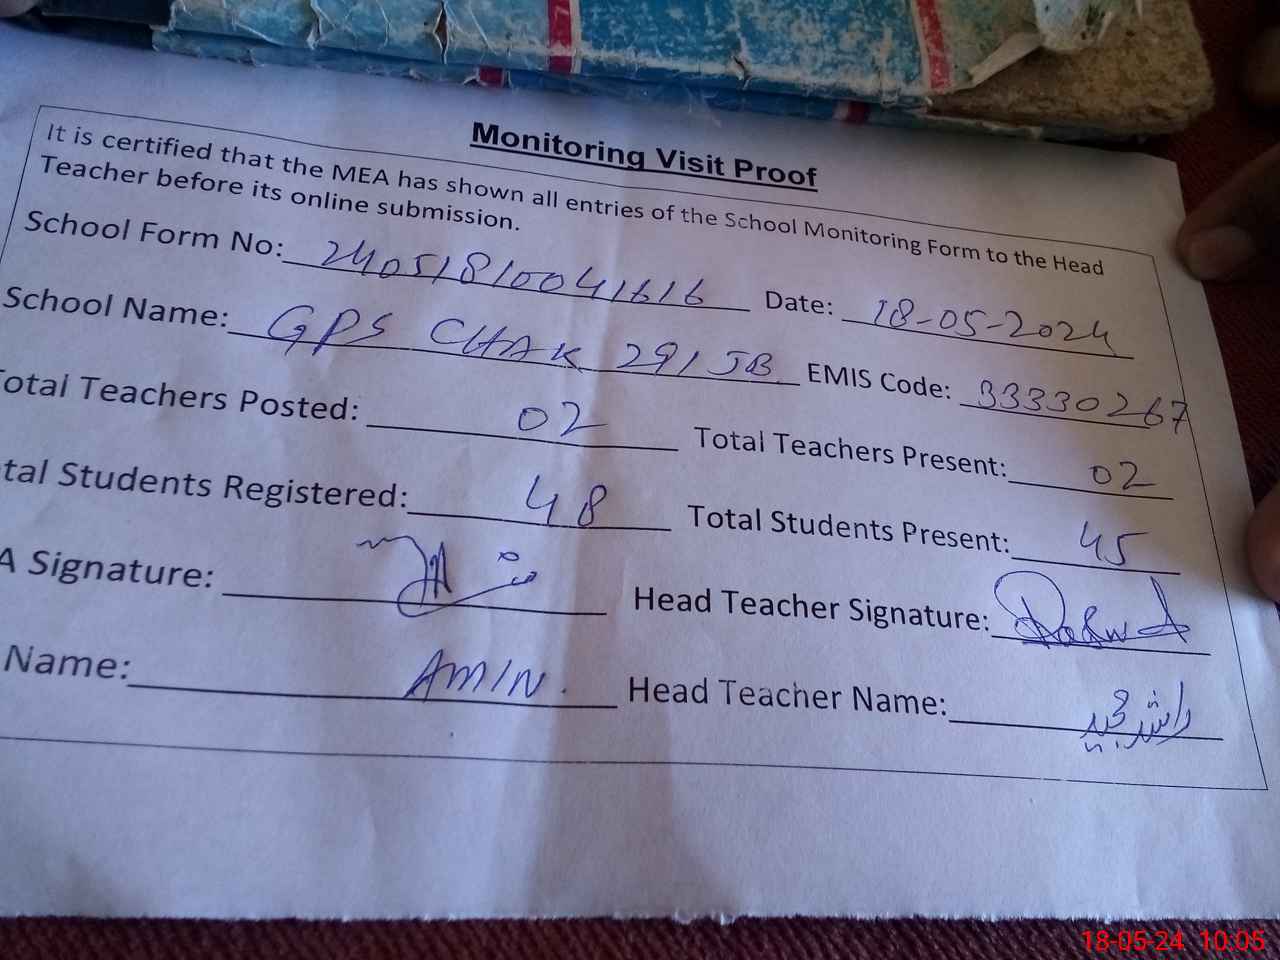 Monitoring Visit Proof
It is certified that the MEA has shown all entries of the School Monitoring Form to the Head
Teacher before its online submission.
School Form No: 24051810041616 Date: 18-05-2024
School Name: GPS CHAK 291 JB EMIS Code: 33330267
otal Teachers Posted: 02 Total Teachers Present: 02
tal Students Registered: 48 Total Students Present: 45
A Signature: Head Teacher Signature:
Name: AMIN. Head Teacher Name:
18-05-24 10:05